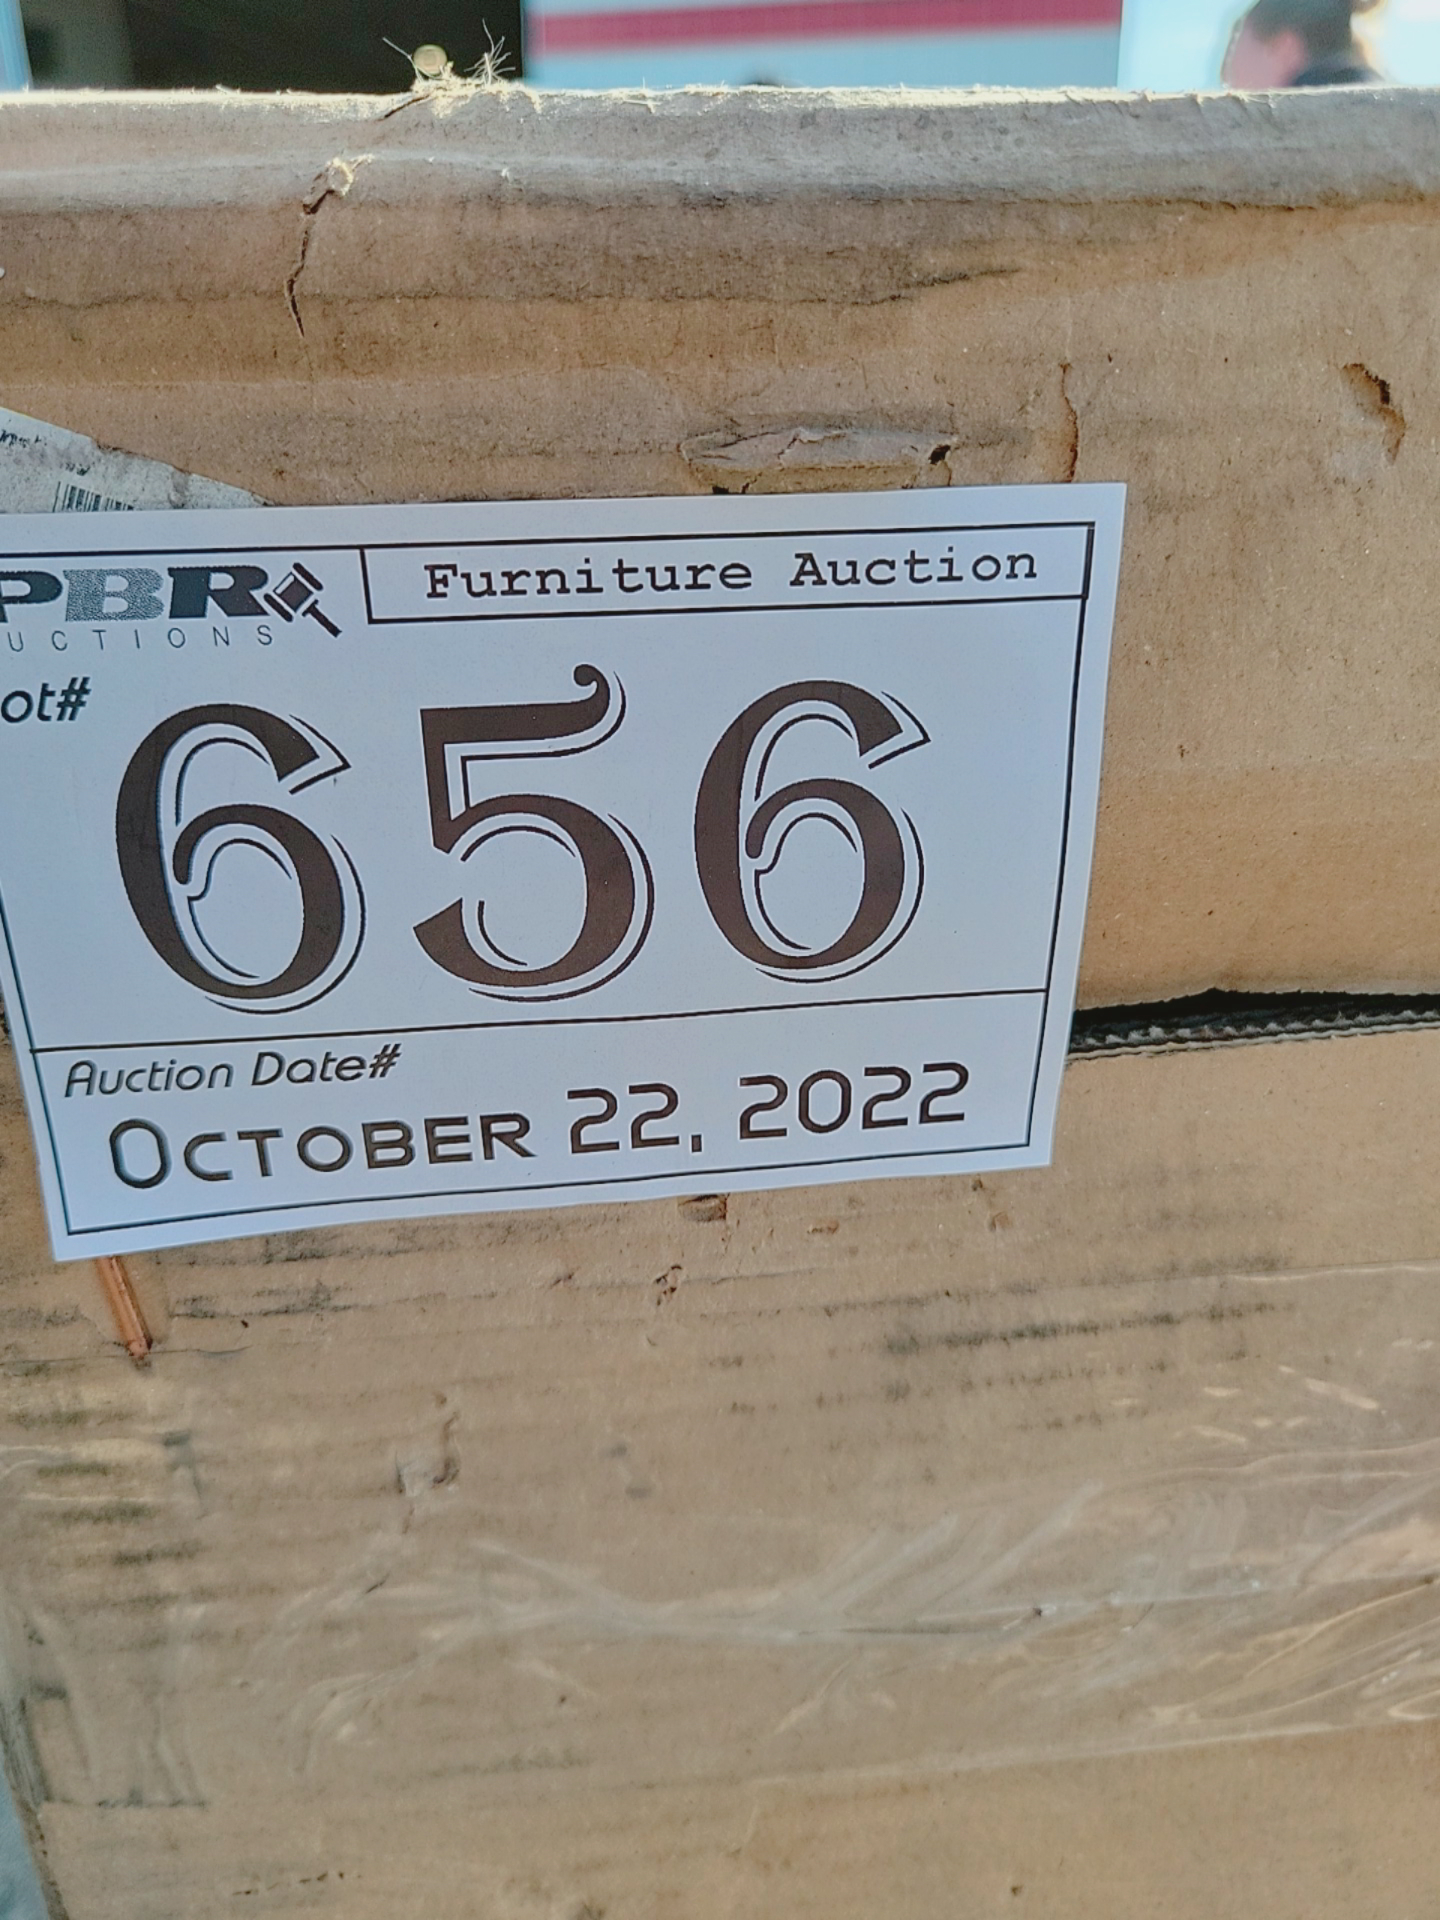 PBR
UCTIONS
Furniture Auction
ot#
656
Auction Date#
October 22, 2022